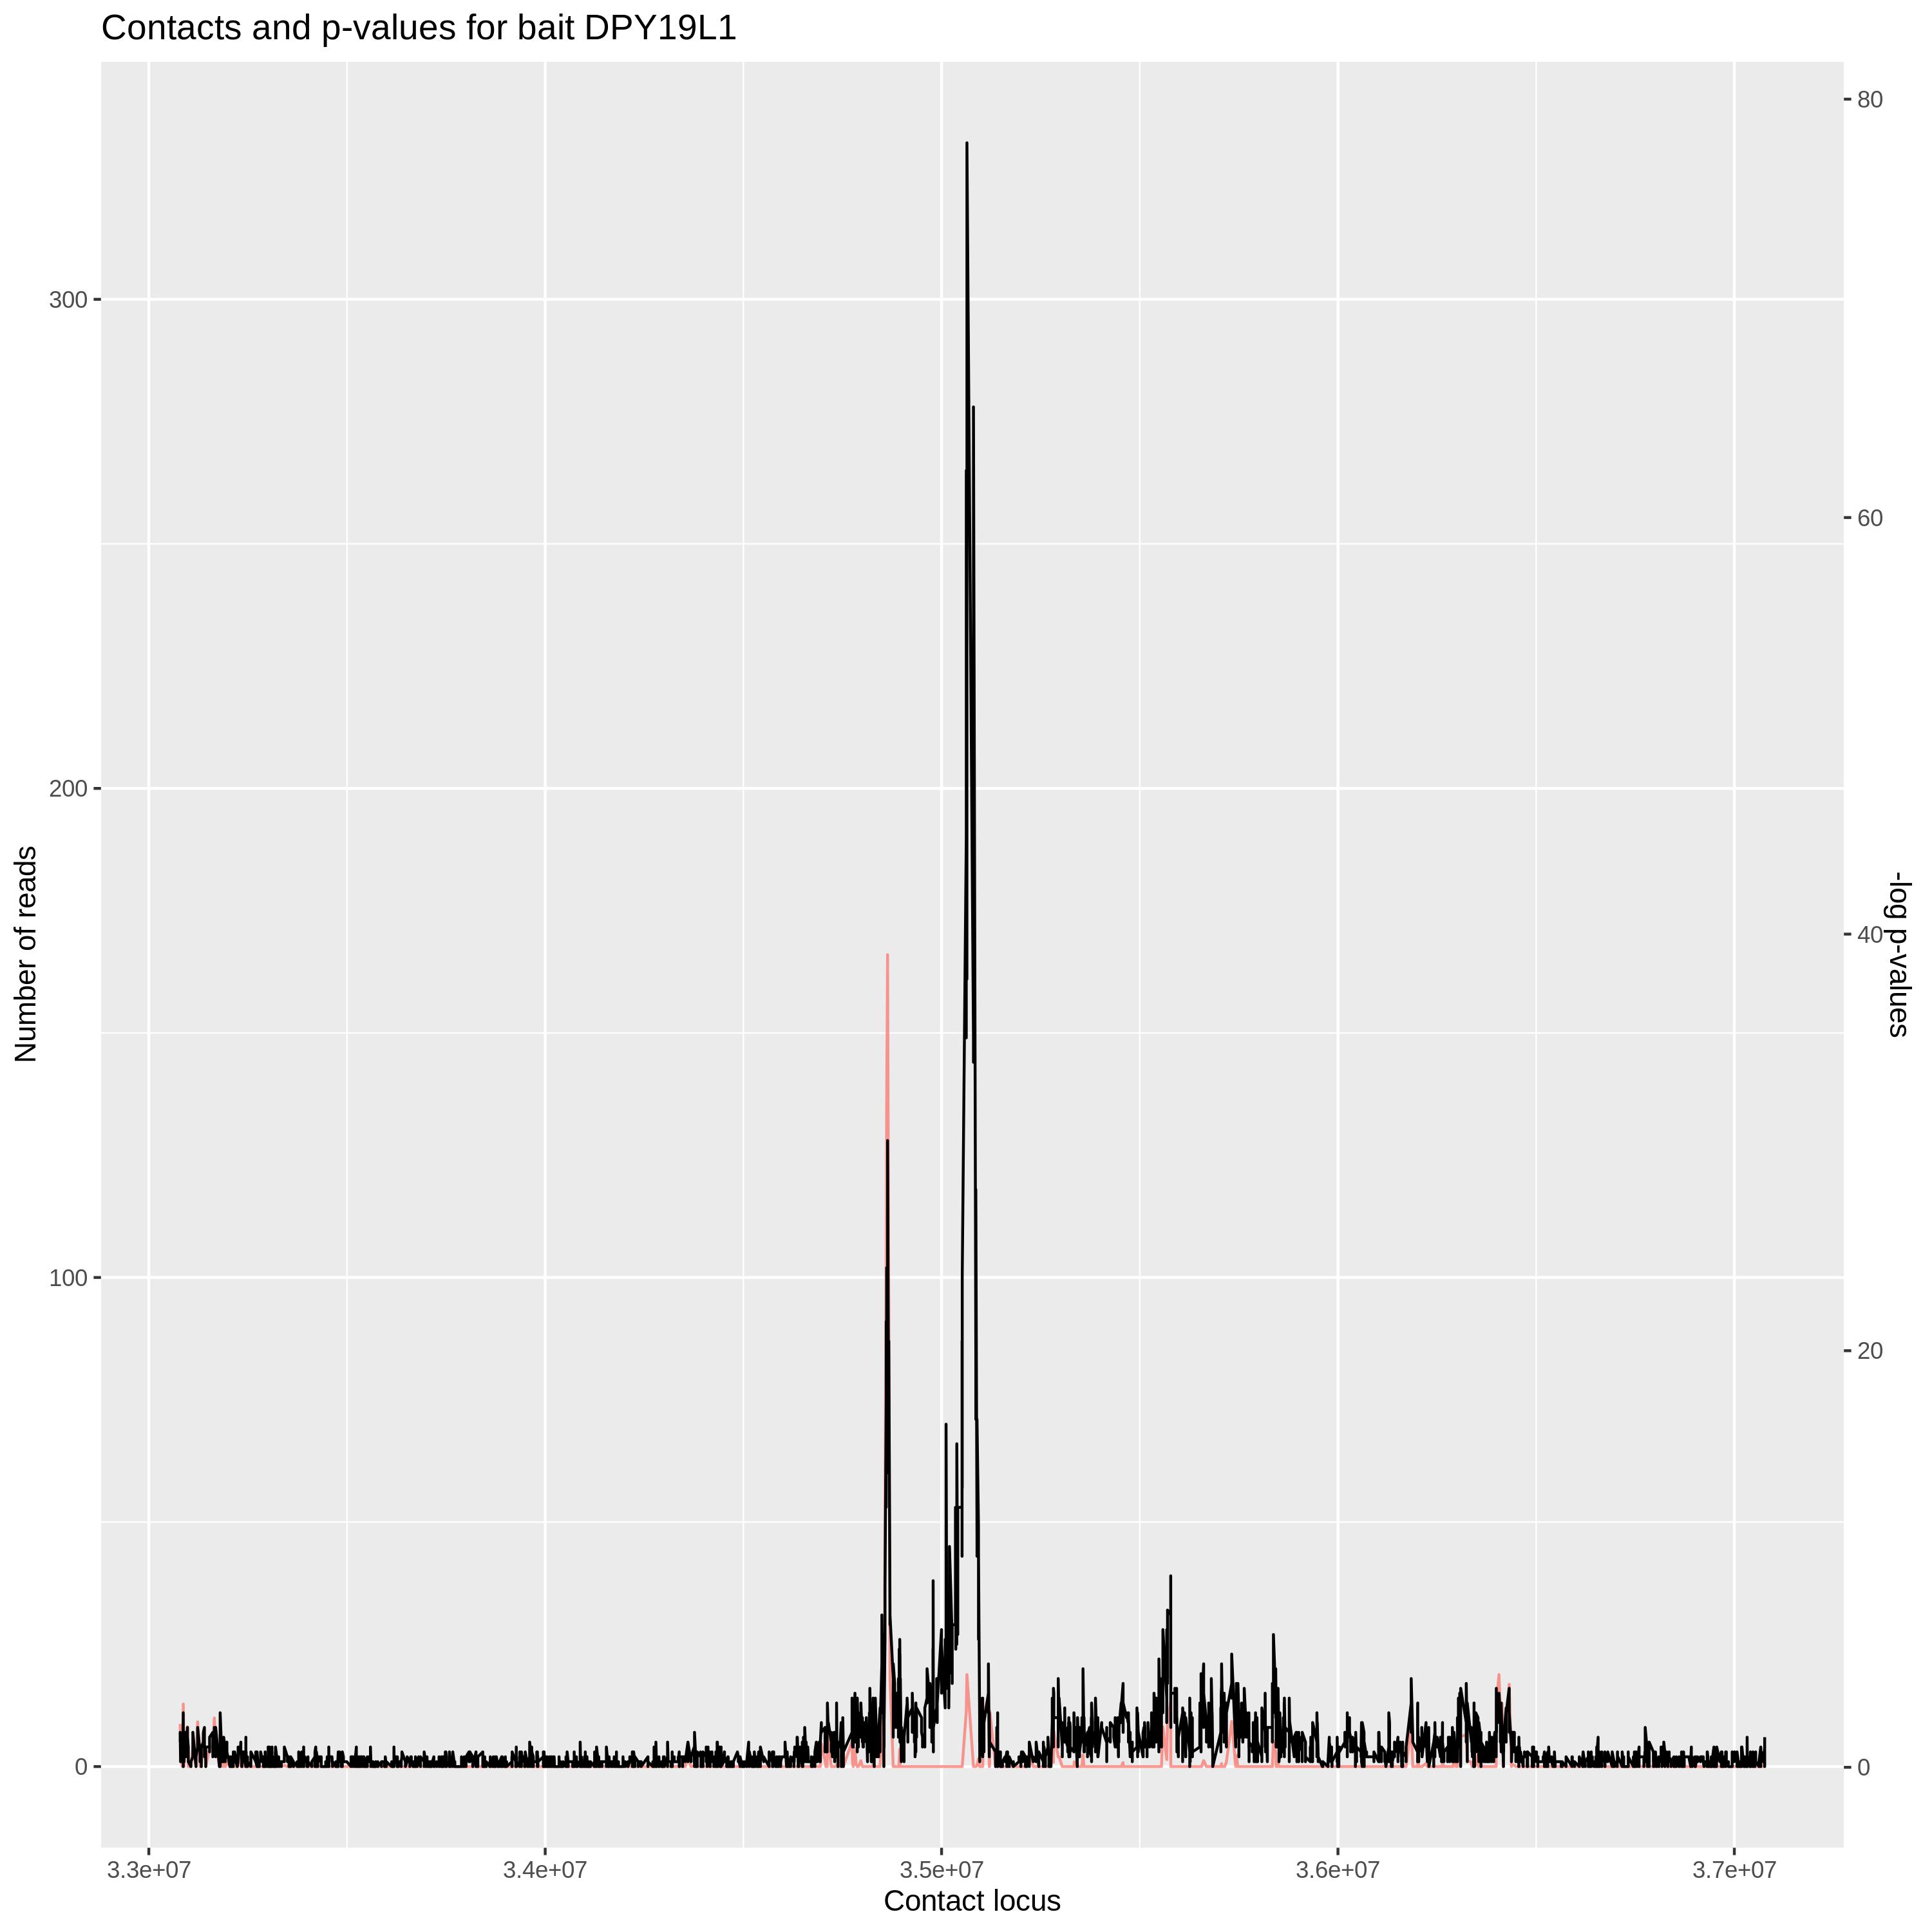 Contacts and p-values for bait DPY19L1
300
200
100
0
80
60
40
20
0
Number of reads
-log p-values
3.3e+07
3.4e+07
3.5e+07
3.6e+07
3.7e+07
Contact locus